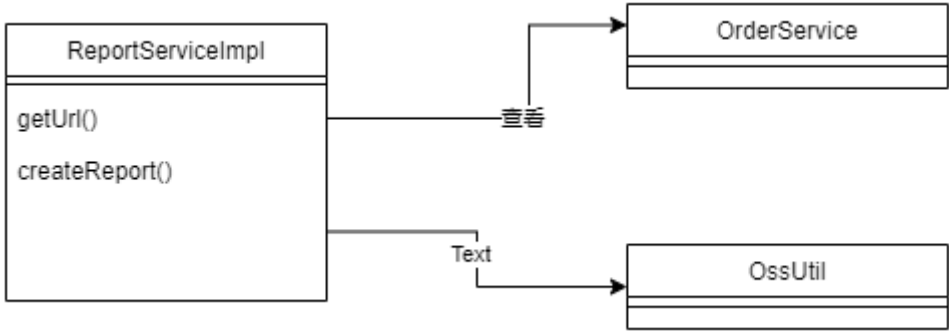 ReportServiceImpl
getUrl()
createReport()
查看
Text
OrderService
OssUtil